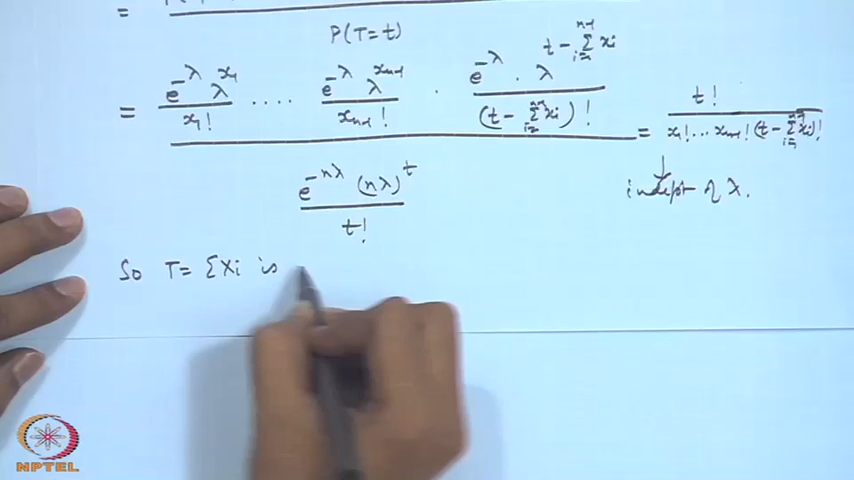 =
P(T=t)
= e^{-λ} λ^{x_1} / x_1! .... e^{-λ} λ^{x_{n-1}} / x_{n-1}! · e^{-λ} · λ^{t - Σ_{i=1}^{n-1} x_i} / (t - Σ_{i=1}^{n-1} x_i)! = t! / x_1! ... x_{n-1}! (t - Σ_{i=1}^{n-1} x_i)!
e^{-nλ} (nλ)^t / t!
↓
indept of λ.
So T = Σ X_i is
NPTEL